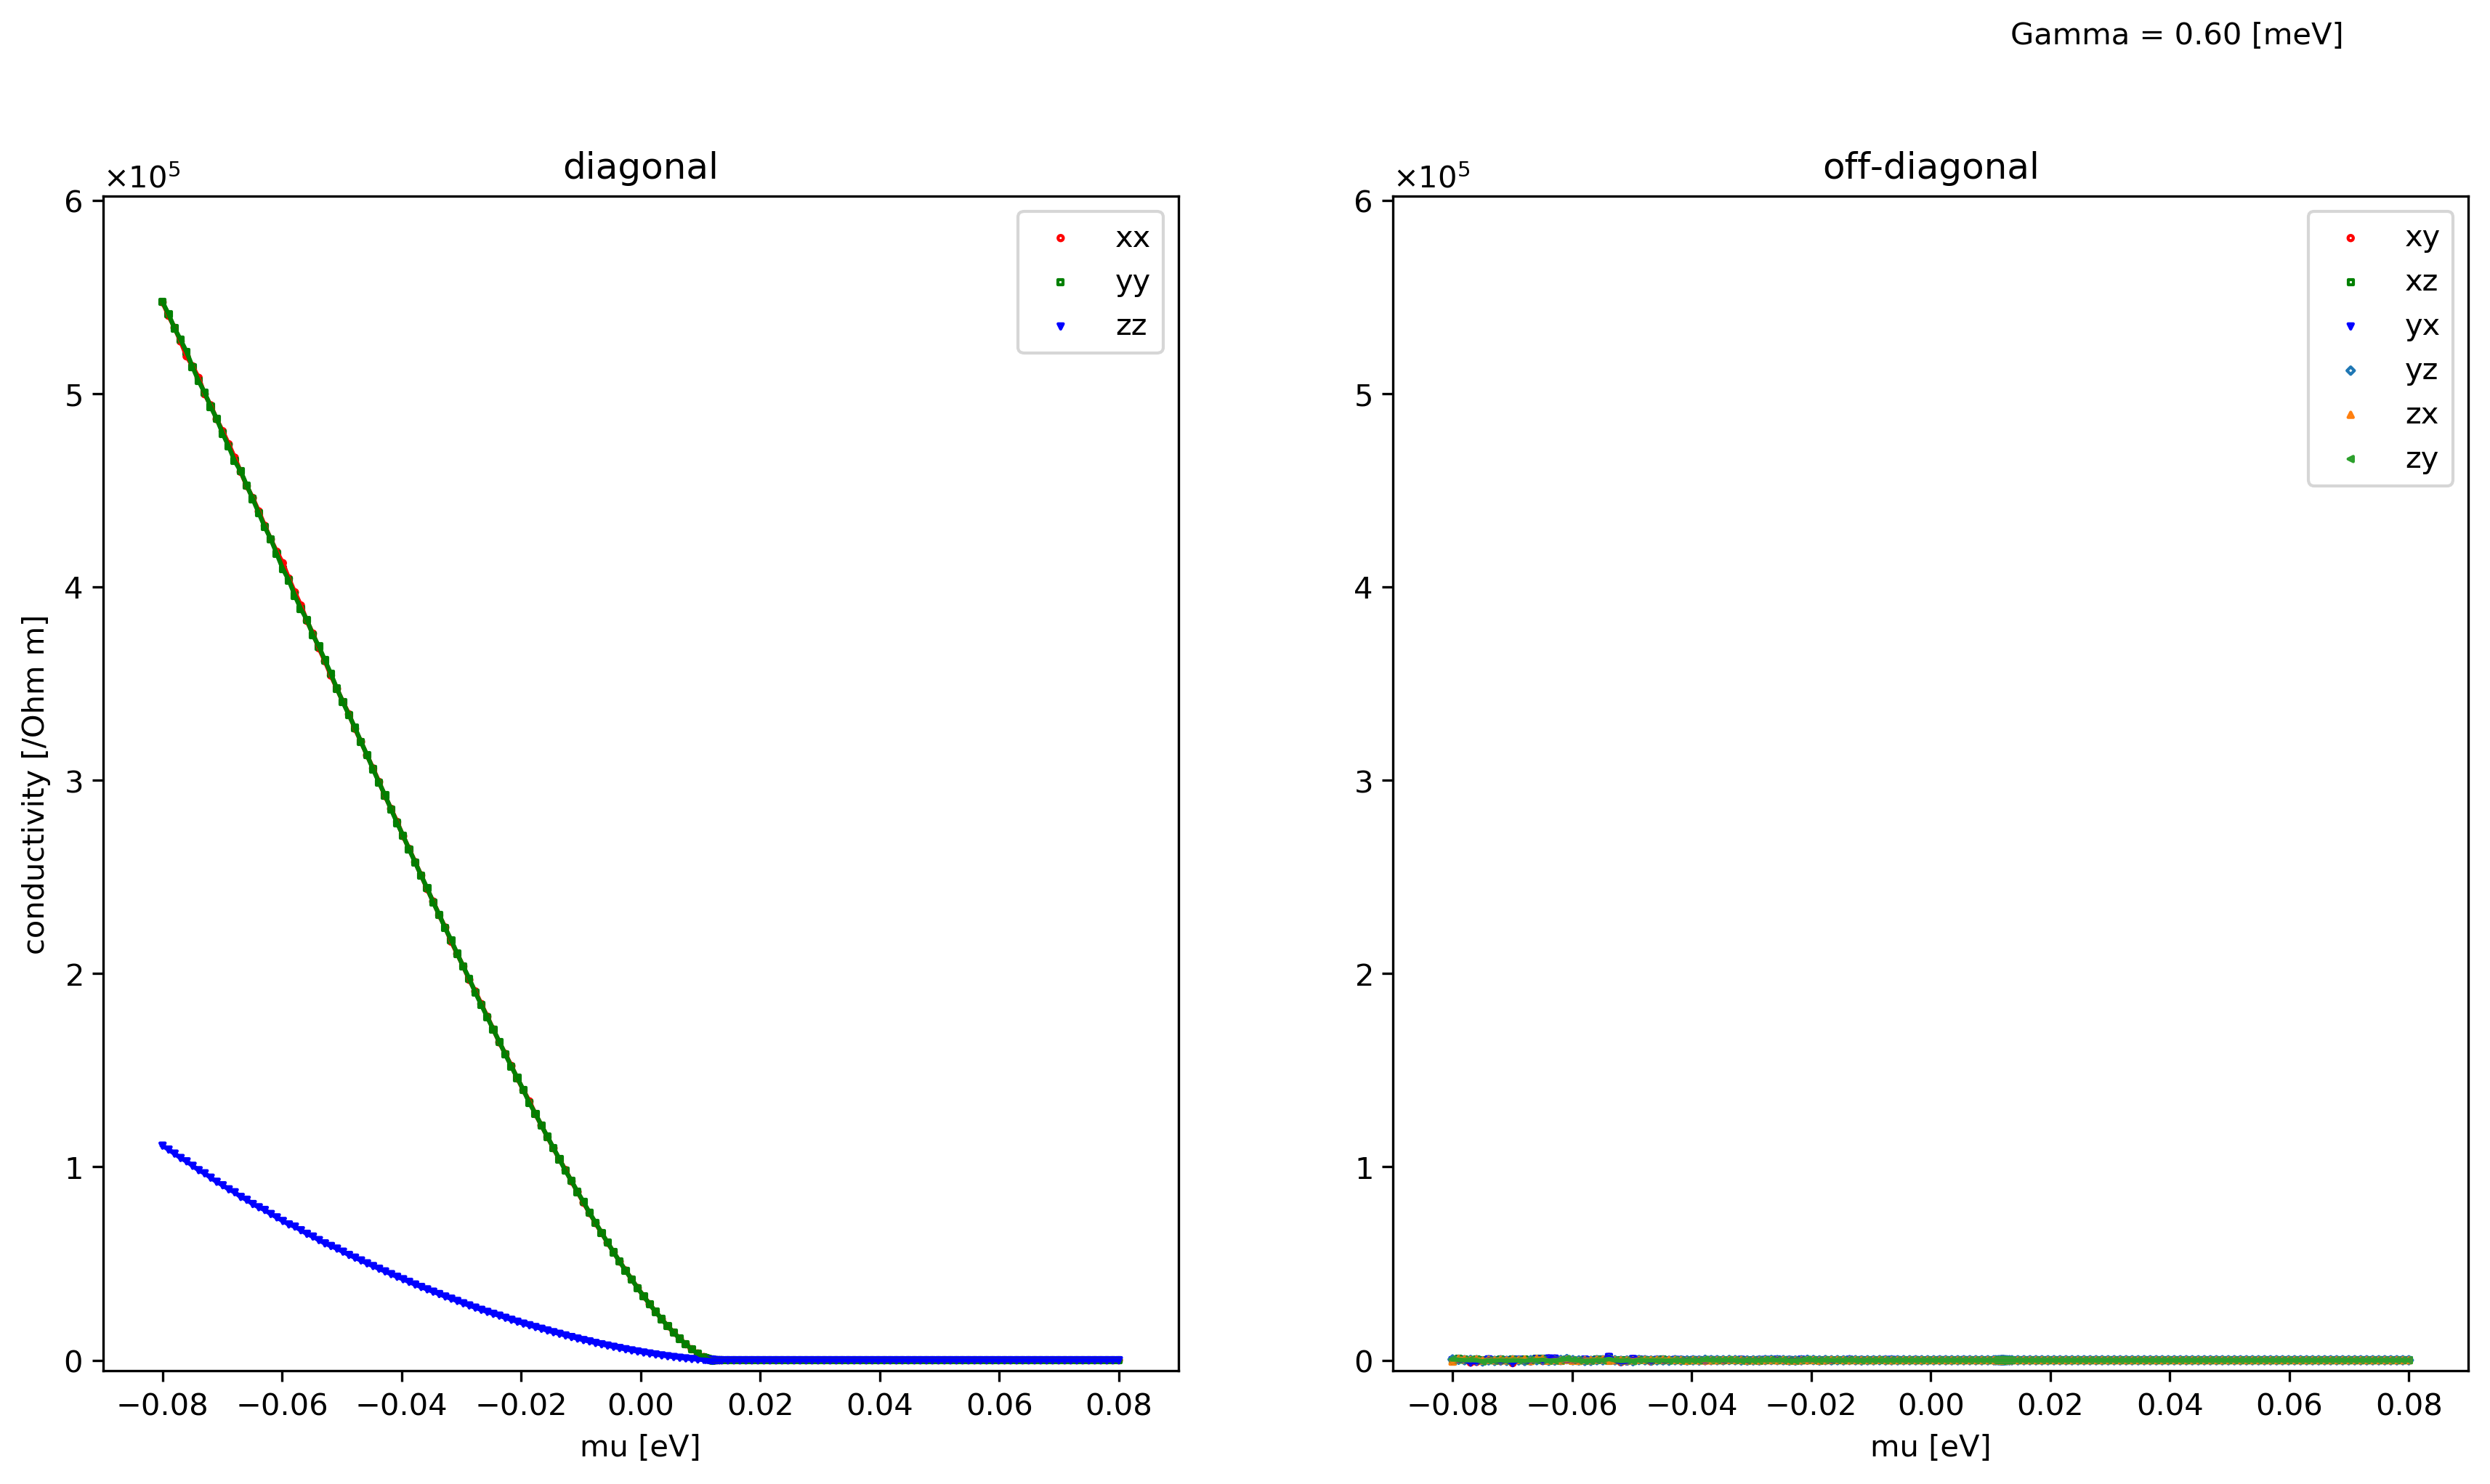 Gamma = 0.60 [meV]
diagonal
×10⁵
6
5
4
3
2
1
0
conductivity [/Ohm m]
−0.08 −0.06 −0.04 −0.02 0.00 0.02 0.04 0.06 0.08
mu [eV]
xx
yy
zz
off-diagonal
×10⁵
6
5
4
3
2
1
0
−0.08 −0.06 −0.04 −0.02 0.00 0.02 0.04 0.06 0.08
mu [eV]
xy
xz
yx
yz
zx
zy